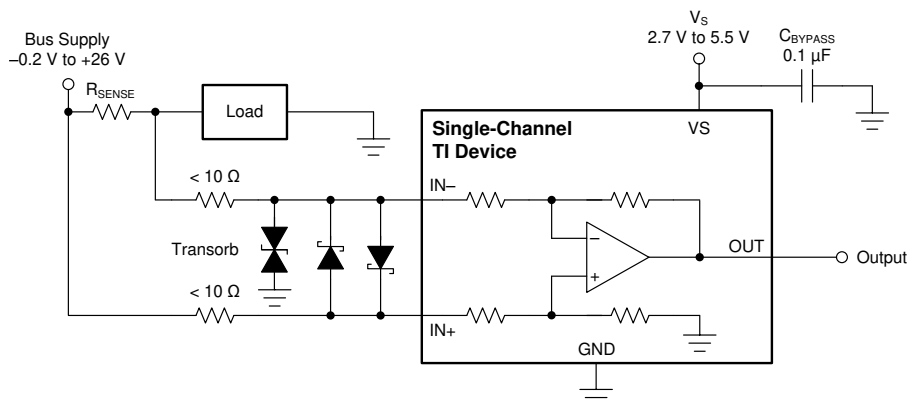 Bus Supply
–0.2 V to +26 V
RSENSE
Load
VS
2.7 V to 5.5 V
CBYPASS
0.1 µF
VS
Single-Channel
TI Device
< 10 Ω
IN–
Transorb
–
+
OUT
Output
< 10 Ω
IN+
GND